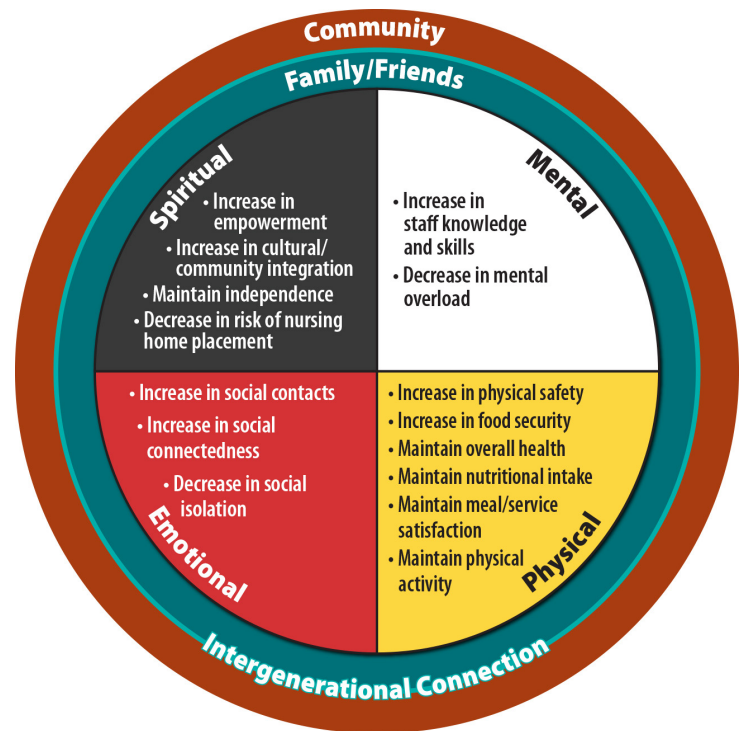 Community
Family/Friends
Spiritual
• Increase in
empowerment
• Increase in cultural/
community integration
• Maintain independence
• Decrease in risk of nursing
home placement
Mental
• Increase in
staff knowledge
and skills
• Decrease in mental
overload
• Increase in social contacts
• Increase in social
connectedness
• Decrease in social
isolation
Emotional
• Increase in physical safety
• Increase in food security
• Maintain overall health
• Maintain nutritional intake
• Maintain meal/service
satisfaction
• Maintain physical
activity
Physical
Intergenerational Connection